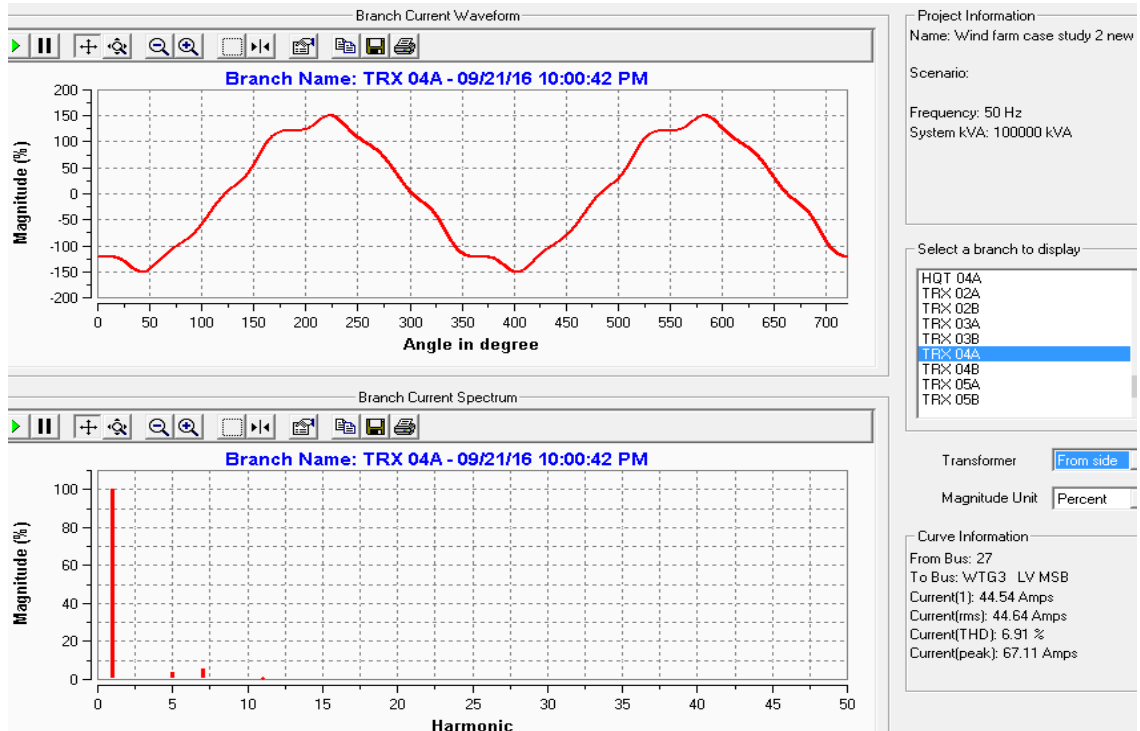 Branch Current Waveform
Branch Name: TRX 04A - 09/21/16 10:00:42 PM
Magnitude (%)
200
150
100
50
0
-50
-100
-150
-200
0 50 100 150 200 250 300 350 400 450 500 550 600 650 700
Angle in degree
Branch Current Spectrum
Branch Name: TRX 04A - 09/21/16 10:00:42 PM
Magnitude (%)
100
80
60
40
20
0
0 5 10 15 20 25 30 35 40 45 50
Harmonic
Project Information
Name: Wind farm case study 2 new
Scenario:
Frequency: 50 Hz
System kVA: 100000 kVA
Select a branch to display
HQT 04A
TRX 02A
TRX 02B
TRX 03A
TRX 03B
TRX 04A
TRX 04B
TRX 05A
TRX 05B
Transformer From side
Magnitude Unit Percent
Curve Information
From Bus: 27
To Bus: WTG3 LV MSB
Current(1): 44.54 Amps
Current(rms): 44.64 Amps
Current(THD): 6.91 %
Current(peak): 67.11 Amps